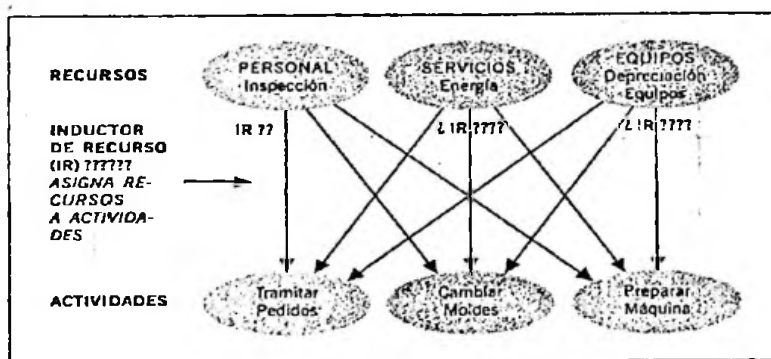 RECURSOS
PERSONAL
Inspección
SERVICIOS
Energía
EQUIPOS
Depreciación
Equipos
INDUCTOR
DE RECURSO
(IR) ??????
ASIGNA RE-
CURSOS
A ACTIVIDA-
DES
IR ??
¿ IR ????
¿ IR ????
ACTIVIDADES
Tramitar
Pedidos
Cambiar
Moldes
Preparar
Máquina